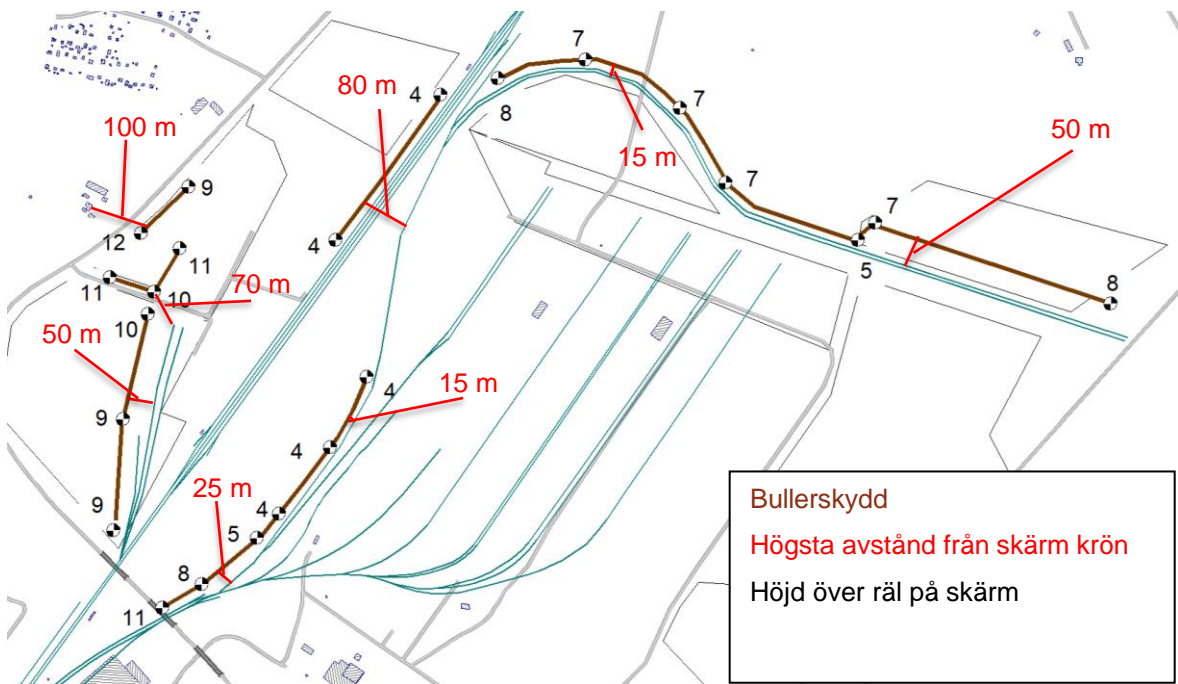 7
80 m
4
8
7
100 m
15 m
50 m
9
7
12
7
4
11
5
11
10
70 m
8
10
50 m
4
15 m
9
4
25 m
4
9
5
8
11
Bullerskydd
Högsta avstånd från skärm krön
Höjd över räl på skärm